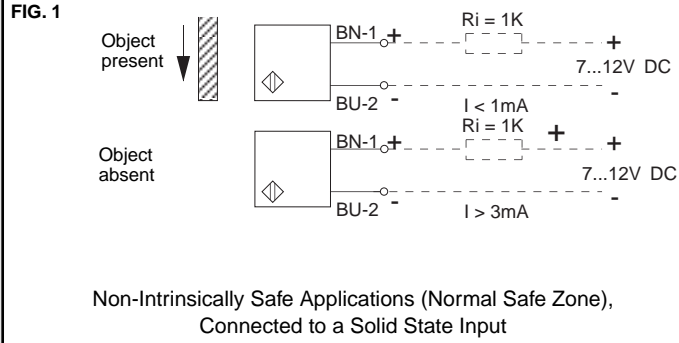 FIG. 1
Object
present
BN-1 +
Ri = 1K
+
7...12V DC
BU-2 -
I < 1mA
-
Object
absent
BN-1 +
Ri = 1K
+
+
7...12V DC
BU-2 -
I > 3mA
-
Non-Intrinsically Safe Applications (Normal Safe Zone),
Connected to a Solid State Input